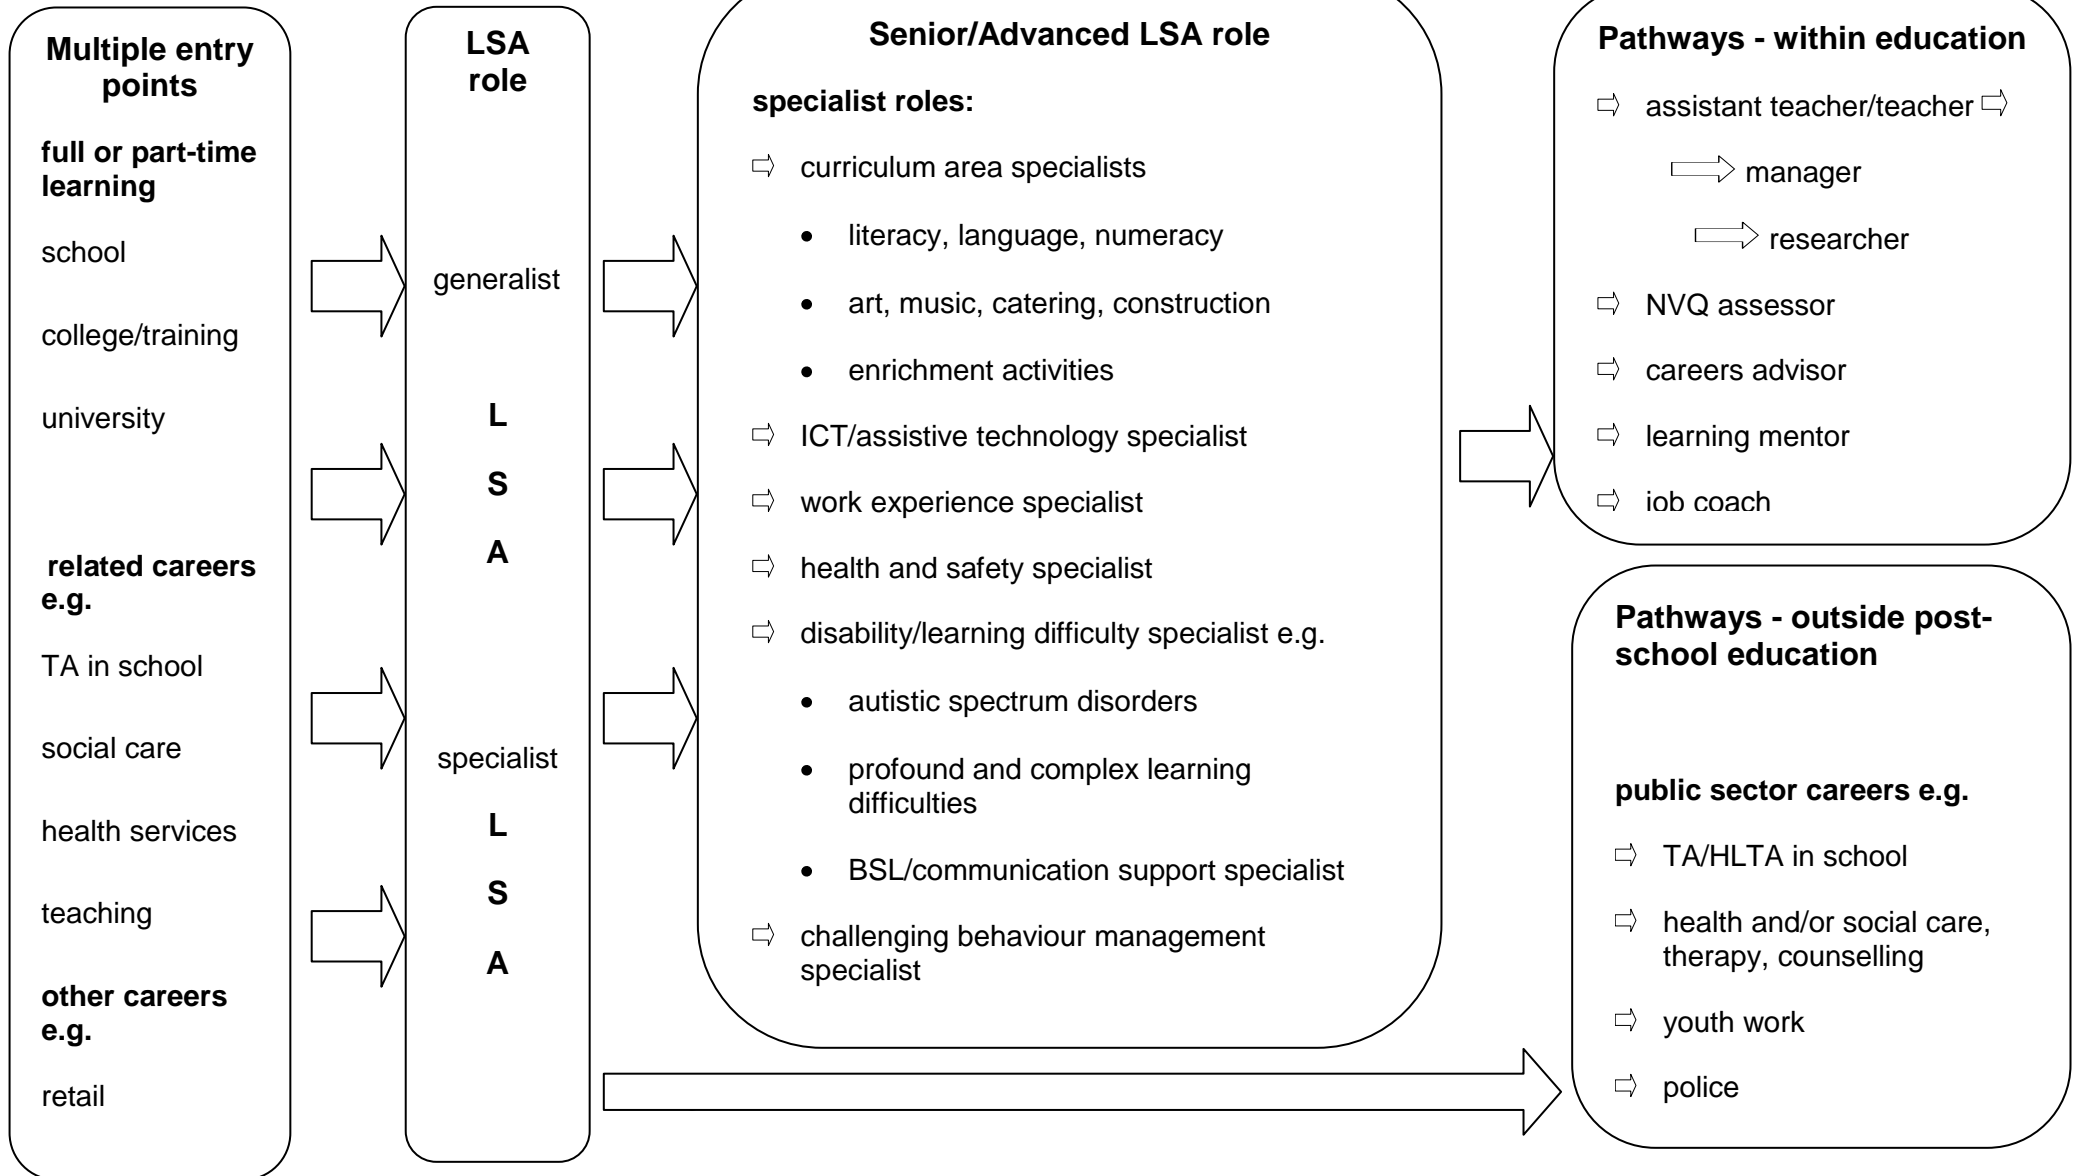 Multiple entry
points
full or part-time
learning
school
college/training
university
related careers
e.g.
TA in school
social care
health services
teaching
other careers
e.g.
retail
LSA
role
generalist
L
S
A
specialist
L
S
A
Senior/Advanced LSA role
specialist roles:
⇨ curriculum area specialists
• literacy, language, numeracy
• art, music, catering, construction
• enrichment activities
⇨ ICT/assistive technology specialist
⇨ work experience specialist
⇨ health and safety specialist
⇨ disability/learning difficulty specialist e.g.
• autistic spectrum disorders
• profound and complex learning
difficulties
• BSL/communication support specialist
⇨ challenging behaviour management
specialist
Pathways - within education
⇨ assistant teacher/teacher ⇨
⇨ manager
⇨ researcher
⇨ NVQ assessor
⇨ careers advisor
⇨ learning mentor
⇨ job coach
Pathways - outside post-
school education
public sector careers e.g.
⇨ TA/HLTA in school
⇨ health and/or social care,
therapy, counselling
⇨ youth work
⇨ police